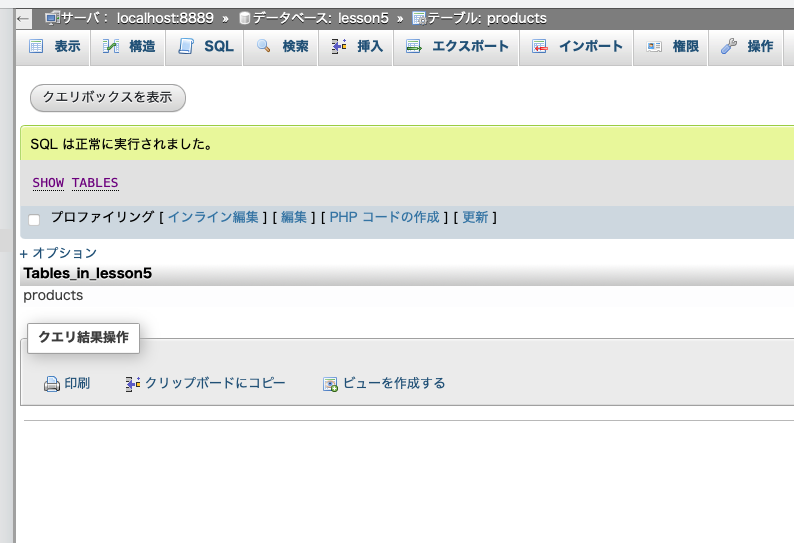 ← サーバ: localhost:8889 » データベース: lesson5 » テーブル: products
表示 構造 SQL 検索 挿入 エクスポート インポート 権限 操作
クエリボックスを表示
SQL は正常に実行されました。
SHOW TABLES
プロファイリング [ インライン編集 ] [ 編集 ] [ PHP コードの作成 ] [ 更新 ]
+ オプション
Tables_in_lesson5
products
クエリ結果操作
印刷 クリップボードにコピー ビューを作成する